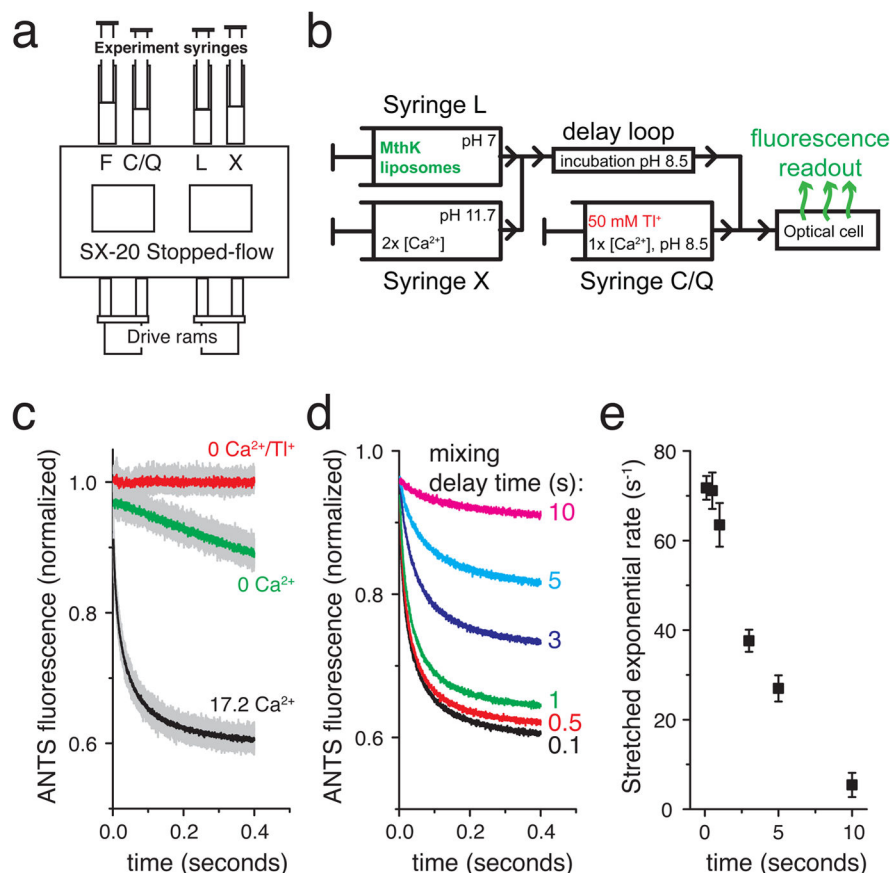 a
Experiment syringes
F C/Q L X
SX-20 Stopped-flow
Drive rams
b
Syringe L
MthK
liposomes
pH 7
delay loop
incubation pH 8.5
fluorescence
readout
pH 11.7
2x [Ca²⁺]
Syringe X
50 mM Tl⁺
1x [Ca²⁺], pH 8.5
Syringe C/Q
Optical cell
c
ANTS fluorescence (normalized)
1.0
0.8
0.6
0 Ca²⁺/Tl⁺
0 Ca²⁺
17.2 Ca²⁺
0.0 0.2 0.4
time (seconds)
d
ANTS fluorescence (normalized)
1.0
0.8
0.6
mixing
delay time (s):
10
5
3
1
0.5
0.1
0.0 0.2 0.4
time (seconds)
e
Stretched exponential rate (s⁻¹)
80
60
40
20
0
0 5 10
time (seconds)